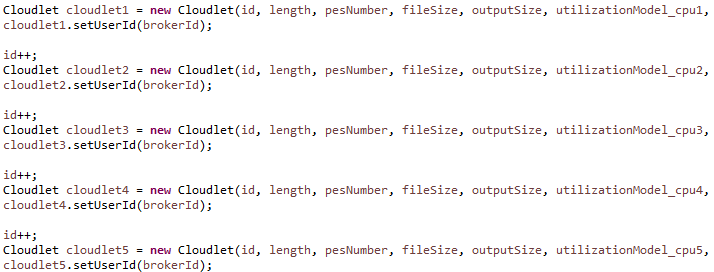 Cloudlet cloudlet1 = new Cloudlet(id, length, pesNumber, fileSize, outputSize, utilizationModel_cpu1,
cloudlet1.setUserId(brokerId);
id++;
Cloudlet cloudlet2 = new Cloudlet(id, length, pesNumber, fileSize, outputSize, utilizationModel_cpu2,
cloudlet2.setUserId(brokerId);
id++;
Cloudlet cloudlet3 = new Cloudlet(id, length, pesNumber, fileSize, outputSize, utilizationModel_cpu3,
cloudlet3.setUserId(brokerId);
id++;
Cloudlet cloudlet4 = new Cloudlet(id, length, pesNumber, fileSize, outputSize, utilizationModel_cpu4,
cloudlet4.setUserId(brokerId);
id++;
Cloudlet cloudlet5 = new Cloudlet(id, length, pesNumber, fileSize, outputSize, utilizationModel_cpu5,
cloudlet5.setUserId(brokerId);